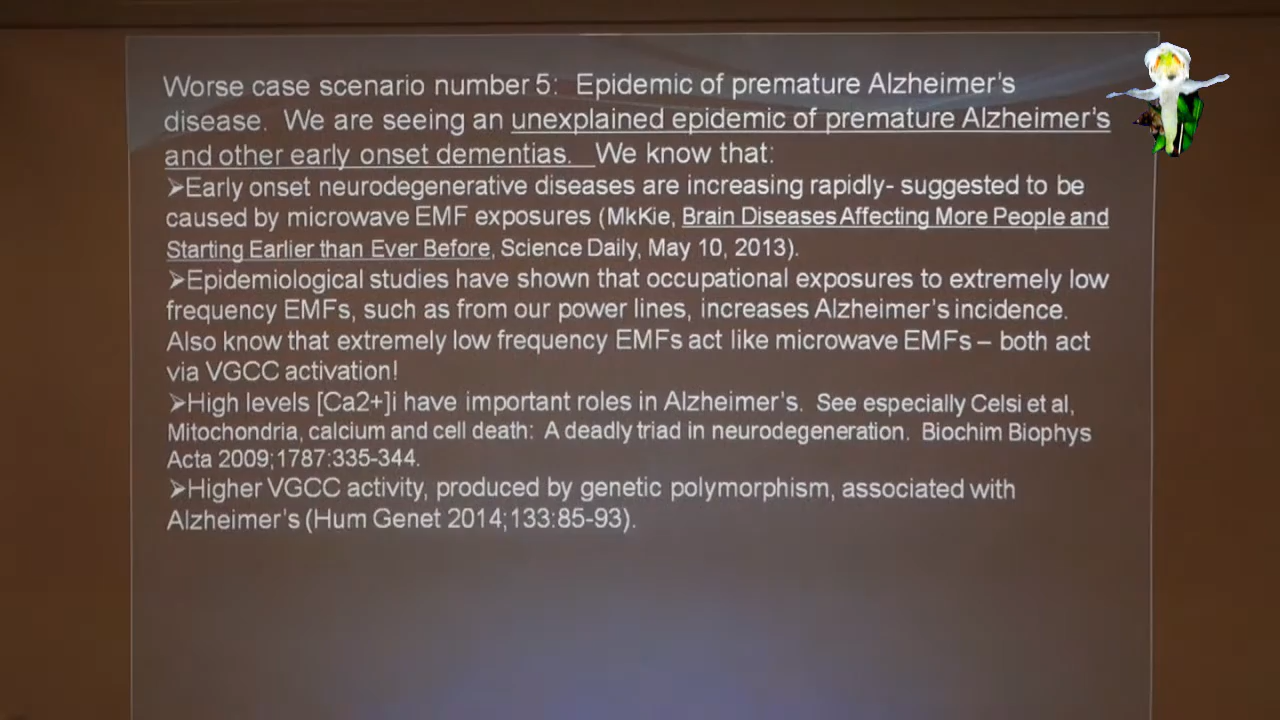 Worse case scenario number 5:  Epidemic of premature Alzheimer's
disease.  We are seeing an unexplained epidemic of premature Alzheimer's
and other early onset dementias.  We know that:
➢Early onset neurodegenerative diseases are increasing rapidly- suggested to be
caused by microwave EMF exposures (MkKie, Brain Diseases Affecting More People and
Starting Earlier than Ever Before, Science Daily, May 10, 2013).
➢Epidemiological studies have shown that occupational exposures to extremely low
frequency EMFs, such as from our power lines, increases Alzheimer's incidence.
Also know that extremely low frequency EMFs act like microwave EMFs – both act
via VGCC activation!
➢High levels [Ca2+]i have important roles in Alzheimer's.  See especially Celsi et al,
Mitochondria, calcium and cell death:  A deadly triad in neurodegeneration.  Biochim Biophys
Acta 2009;1787:335-344.
➢Higher VGCC activity, produced by genetic polymorphism, associated with
Alzheimer's (Hum Genet 2014;133:85-93).